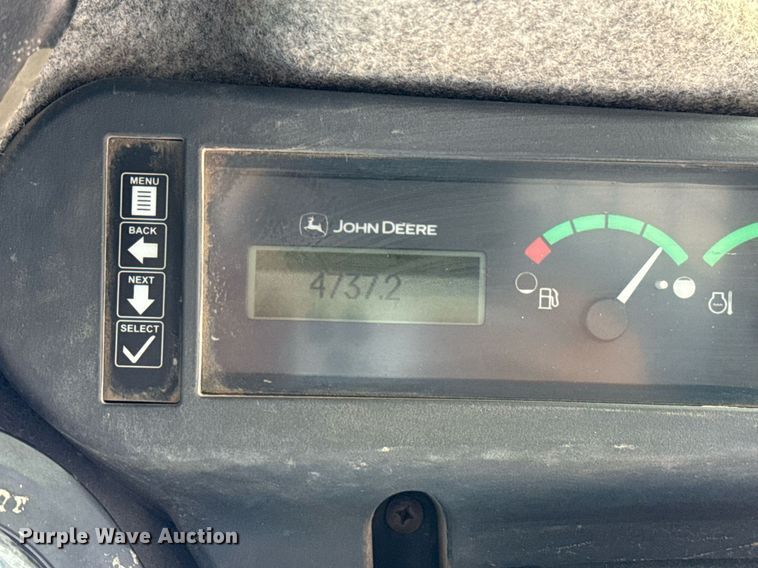 MENU
BACK
NEXT
SELECT
JOHN DEERE
4737.2
Purple Wave Auction